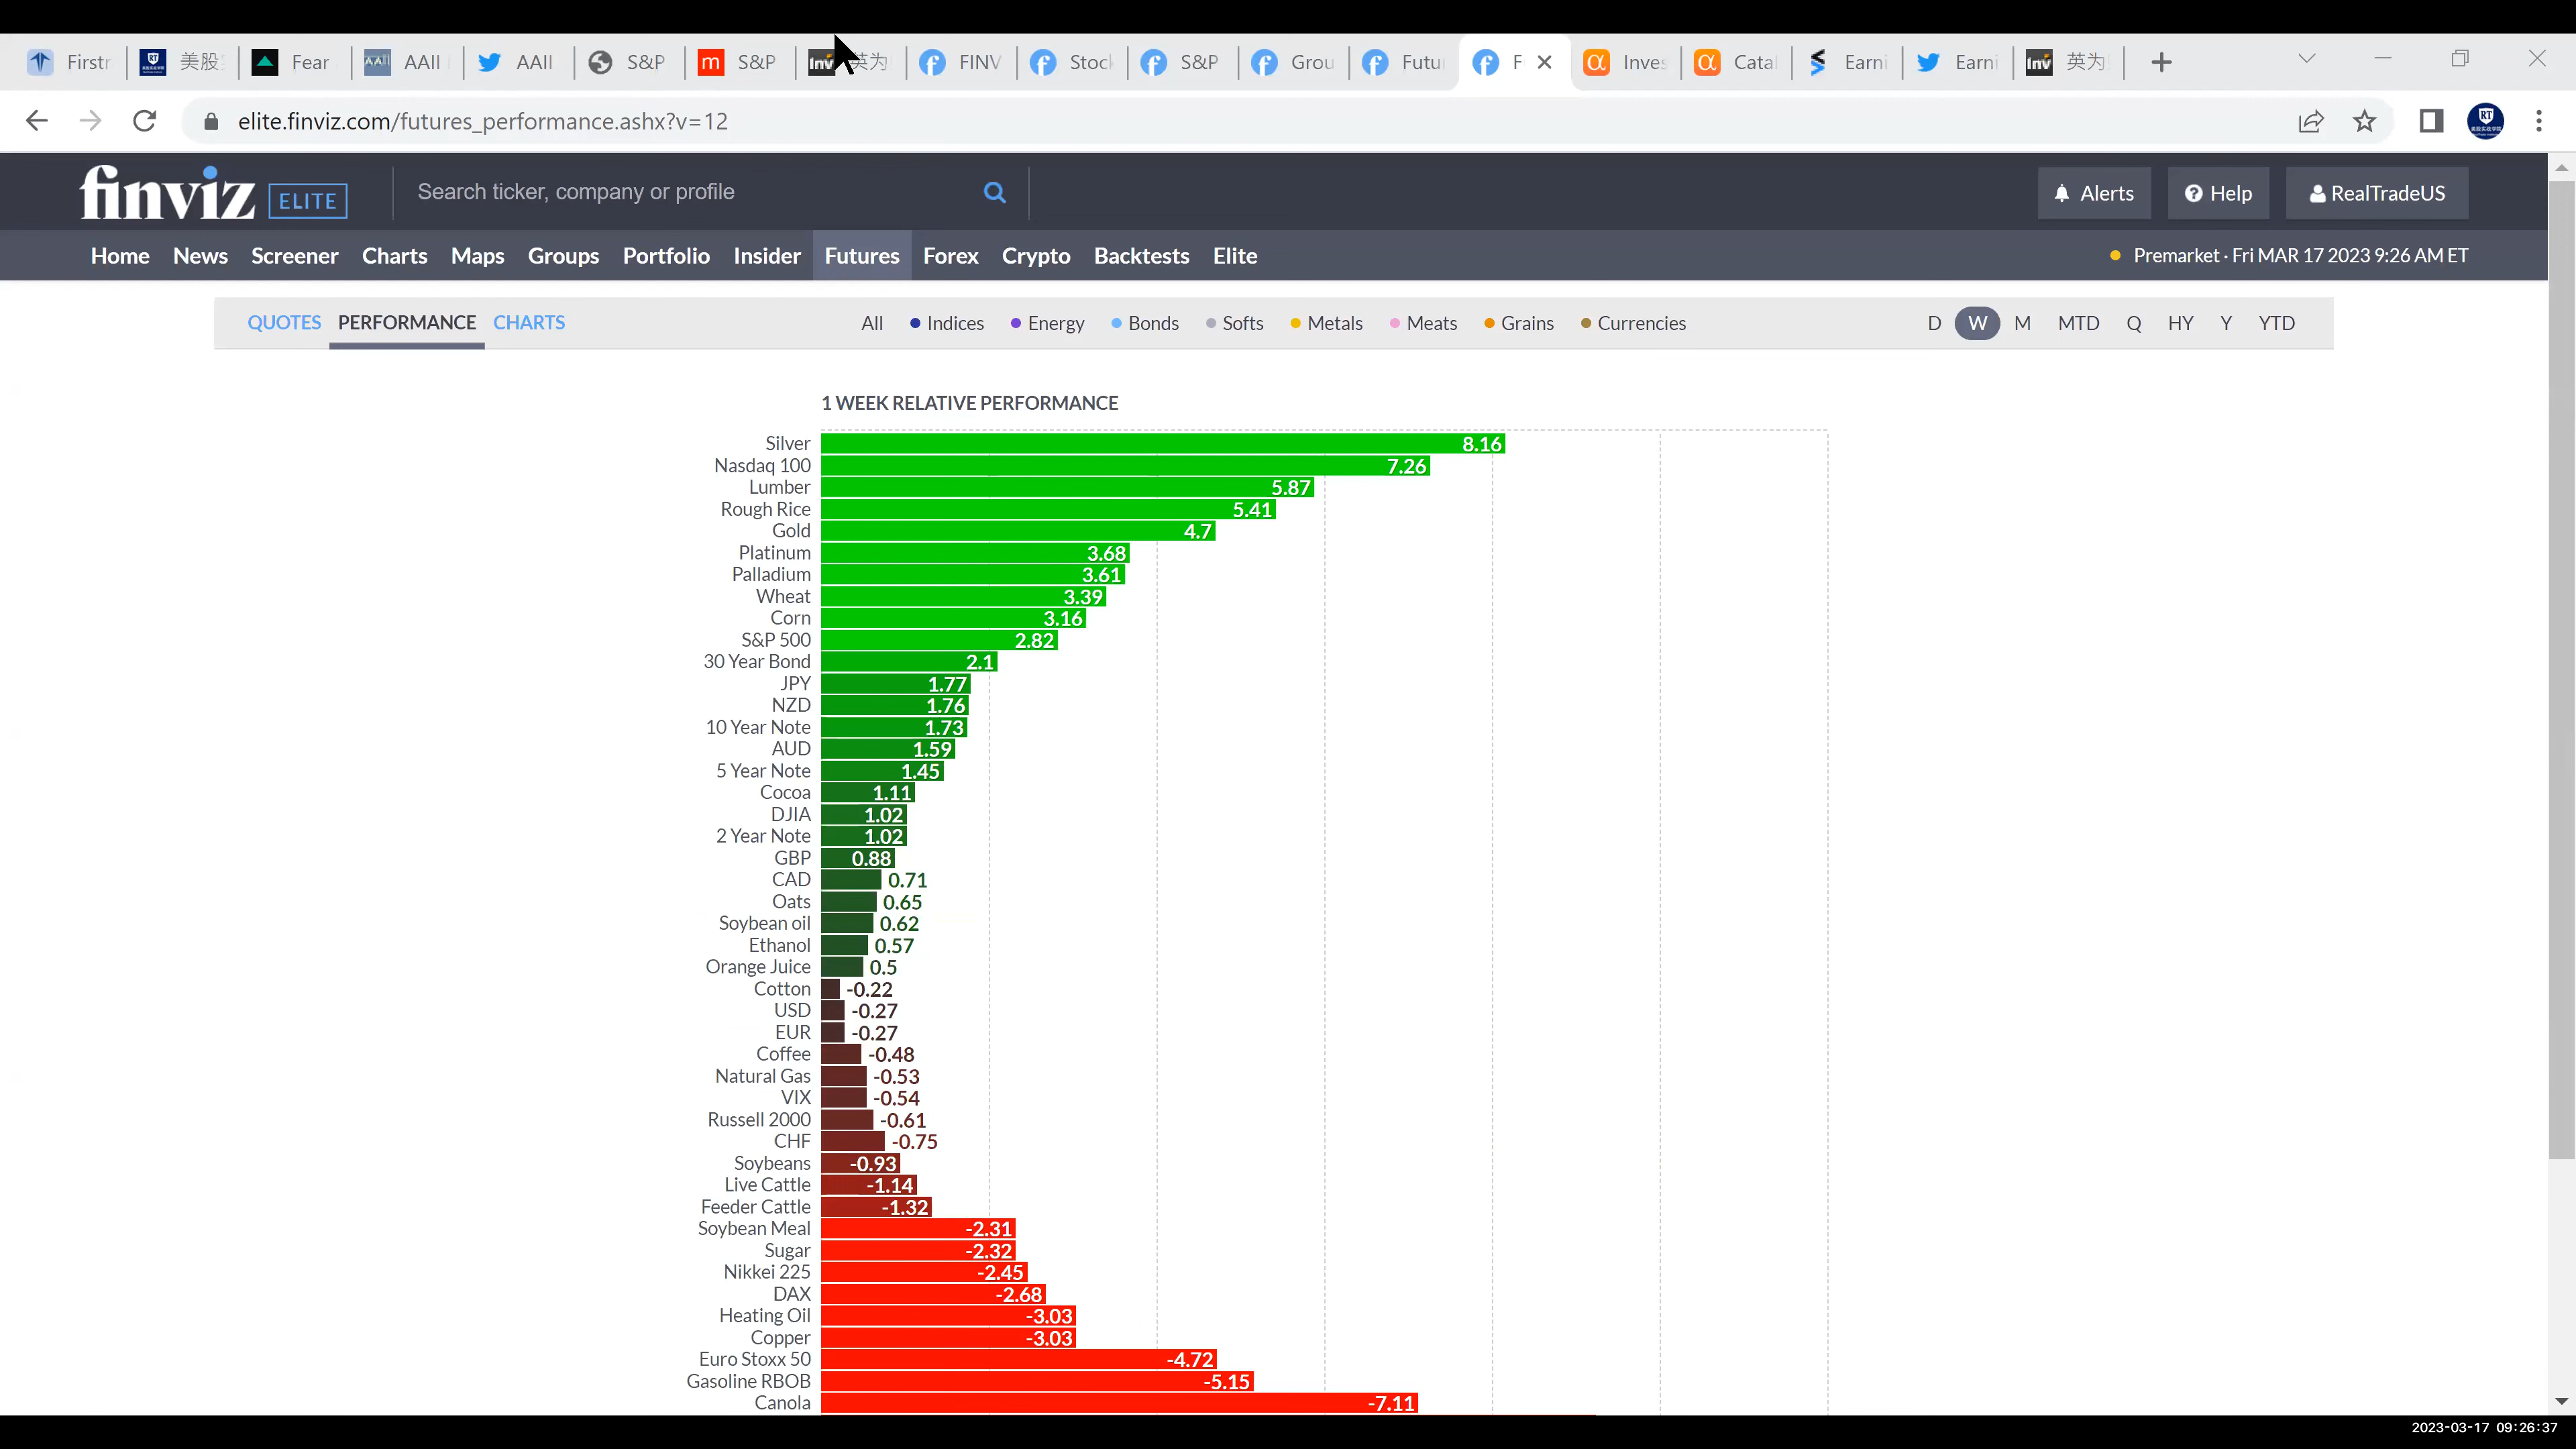 Firstr 美股 Fear AAII AAII S&P S&P 英为 FINV Stoc S&P Grou Futu F Inves Catal Earni Earni 英为
elite.finviz.com/futures_performance.ashx?v=12
finviz ELITE Search ticker, company or profile Alerts Help RealTradeUS
Home News Screener Charts Maps Groups Portfolio Insider Futures Forex Crypto Backtests Elite Premarket · Fri MAR 17 2023 9:26 AM ET
QUOTES PERFORMANCE CHARTS All Indices Energy Bonds Softs Metals Meats Grains Currencies D W M MTD Q HY Y YTD
1 WEEK RELATIVE PERFORMANCE
Silver 8.16
Nasdaq 100 7.26
Lumber 5.87
Rough Rice 5.41
Gold 4.7
Platinum 3.68
Palladium 3.61
Wheat 3.39
Corn 3.16
S&P 500 2.82
30 Year Bond 2.1
JPY 1.77
NZD 1.76
10 Year Note 1.73
AUD 1.59
5 Year Note 1.45
Cocoa 1.11
DJIA 1.02
2 Year Note 1.02
GBP 0.88
CAD 0.71
Oats 0.65
Soybean oil 0.62
Ethanol 0.57
Orange Juice 0.5
Cotton -0.22
USD -0.27
EUR -0.27
Coffee -0.48
Natural Gas -0.53
VIX -0.54
Russell 2000 -0.61
CHF -0.75
Soybeans -0.93
Live Cattle -1.14
Feeder Cattle -1.32
Soybean Meal -2.31
Sugar -2.32
Nikkei 225 -2.45
DAX -2.68
Heating Oil -3.03
Copper -3.03
Euro Stoxx 50 -4.72
Gasoline RBOB -5.15
Canola -7.11
2023-03-17 09:26:37